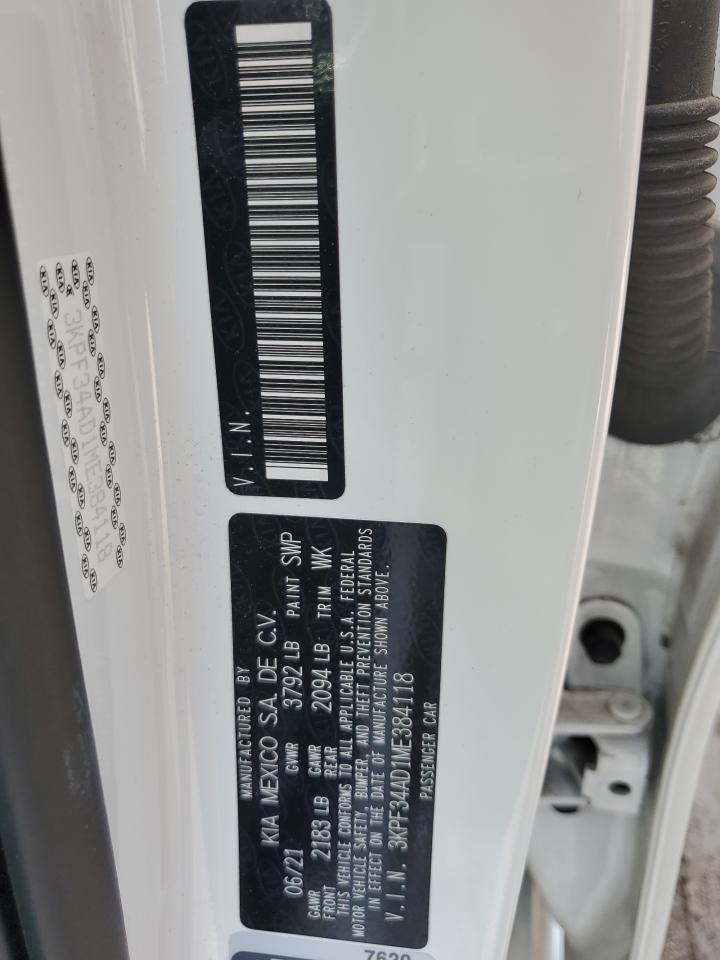 V.I.N.
3KPF34AD1ME384118
MANUFACTURED BY
KIA MEXICO S.A. DE C.V.
06/21 GVWR 3792 LB PAINT SWP
GAWR FRONT 2183 LB GAWR REAR 2094 LB TRIM WK
THIS VEHICLE CONFORMS TO ALL APPLICABLE U.S.A. FEDERAL
MOTOR VEHICLE SAFETY, BUMPER, AND THEFT PREVENTION STANDARDS
IN EFFECT ON THE DATE OF MANUFACTURE SHOWN ABOVE.
V.I.N. 3KPF34AD1ME384118
PASSENGER CAR